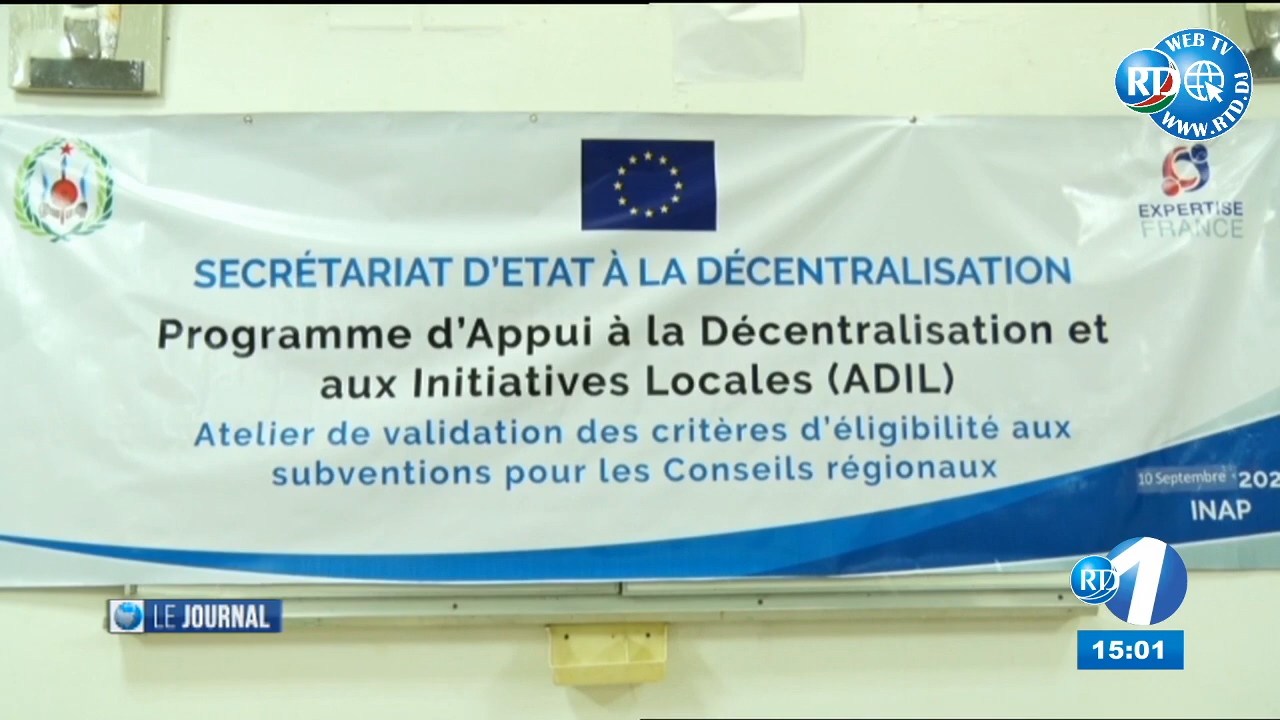 WEB TV
RTD
WWW.RTD.DJ
EXPERTISE
FRANCE
SECRÉTARIAT D'ETAT À LA DÉCENTRALISATION
Programme d'Appui à la Décentralisation et
aux Initiatives Locales (ADIL)
Atelier de validation des critères d'éligibilité aux
subventions pour les Conseils régionaux
10 Septembre - 202
INAP
LE JOURNAL
RTD 1
15:01